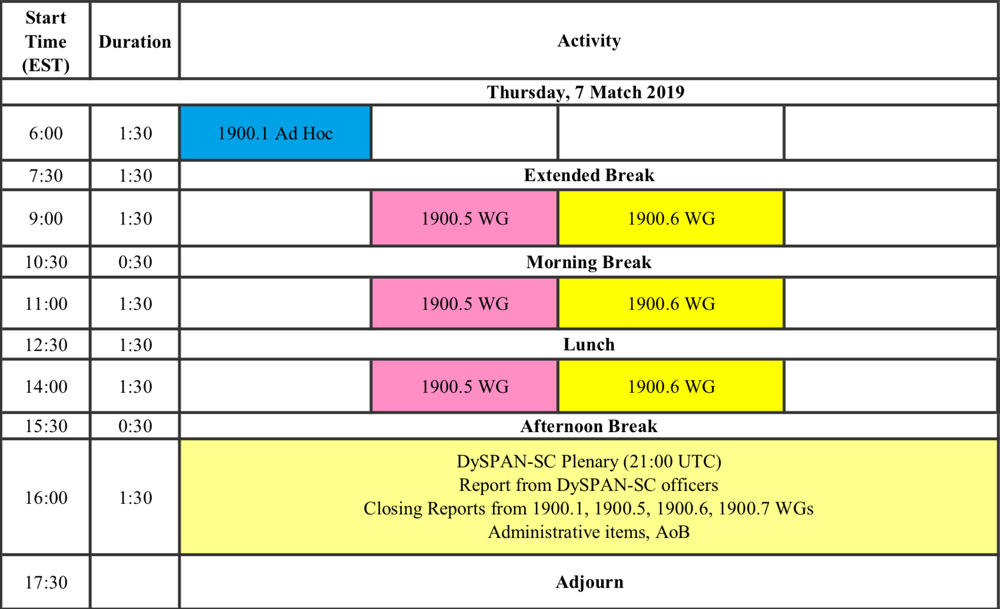 Start
Time
(EST)
Duration
Activity
Thursday, 7 Match 2019
6:00 1:30 1900.1 Ad Hoc
7:30 1:30 Extended Break
9:00 1:30 1900.5 WG 1900.6 WG
10:30 0:30 Morning Break
11:00 1:30 1900.5 WG 1900.6 WG
12:30 1:30 Lunch
14:00 1:30 1900.5 WG 1900.6 WG
15:30 0:30 Afternoon Break
16:00 1:30
DySPAN-SC Plenary (21:00 UTC)
Report from DySPAN-SC officers
Closing Reports from 1900.1, 1900.5, 1900.6, 1900.7 WGs
Administrative items, AoB
17:30 Adjourn